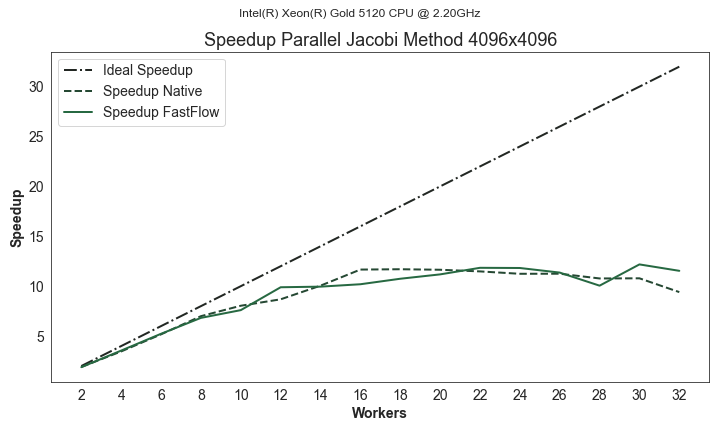 Intel(R) Xeon(R) Gold 5120 CPU @ 2.20GHz
Speedup Parallel Jacobi Method 4096x4096
Ideal Speedup
Speedup Native
Speedup FastFlow
30
25
20
15
10
5
Speedup
2 4 6 8 10 12 14 16 18 20 22 24 26 28 30 32
Workers